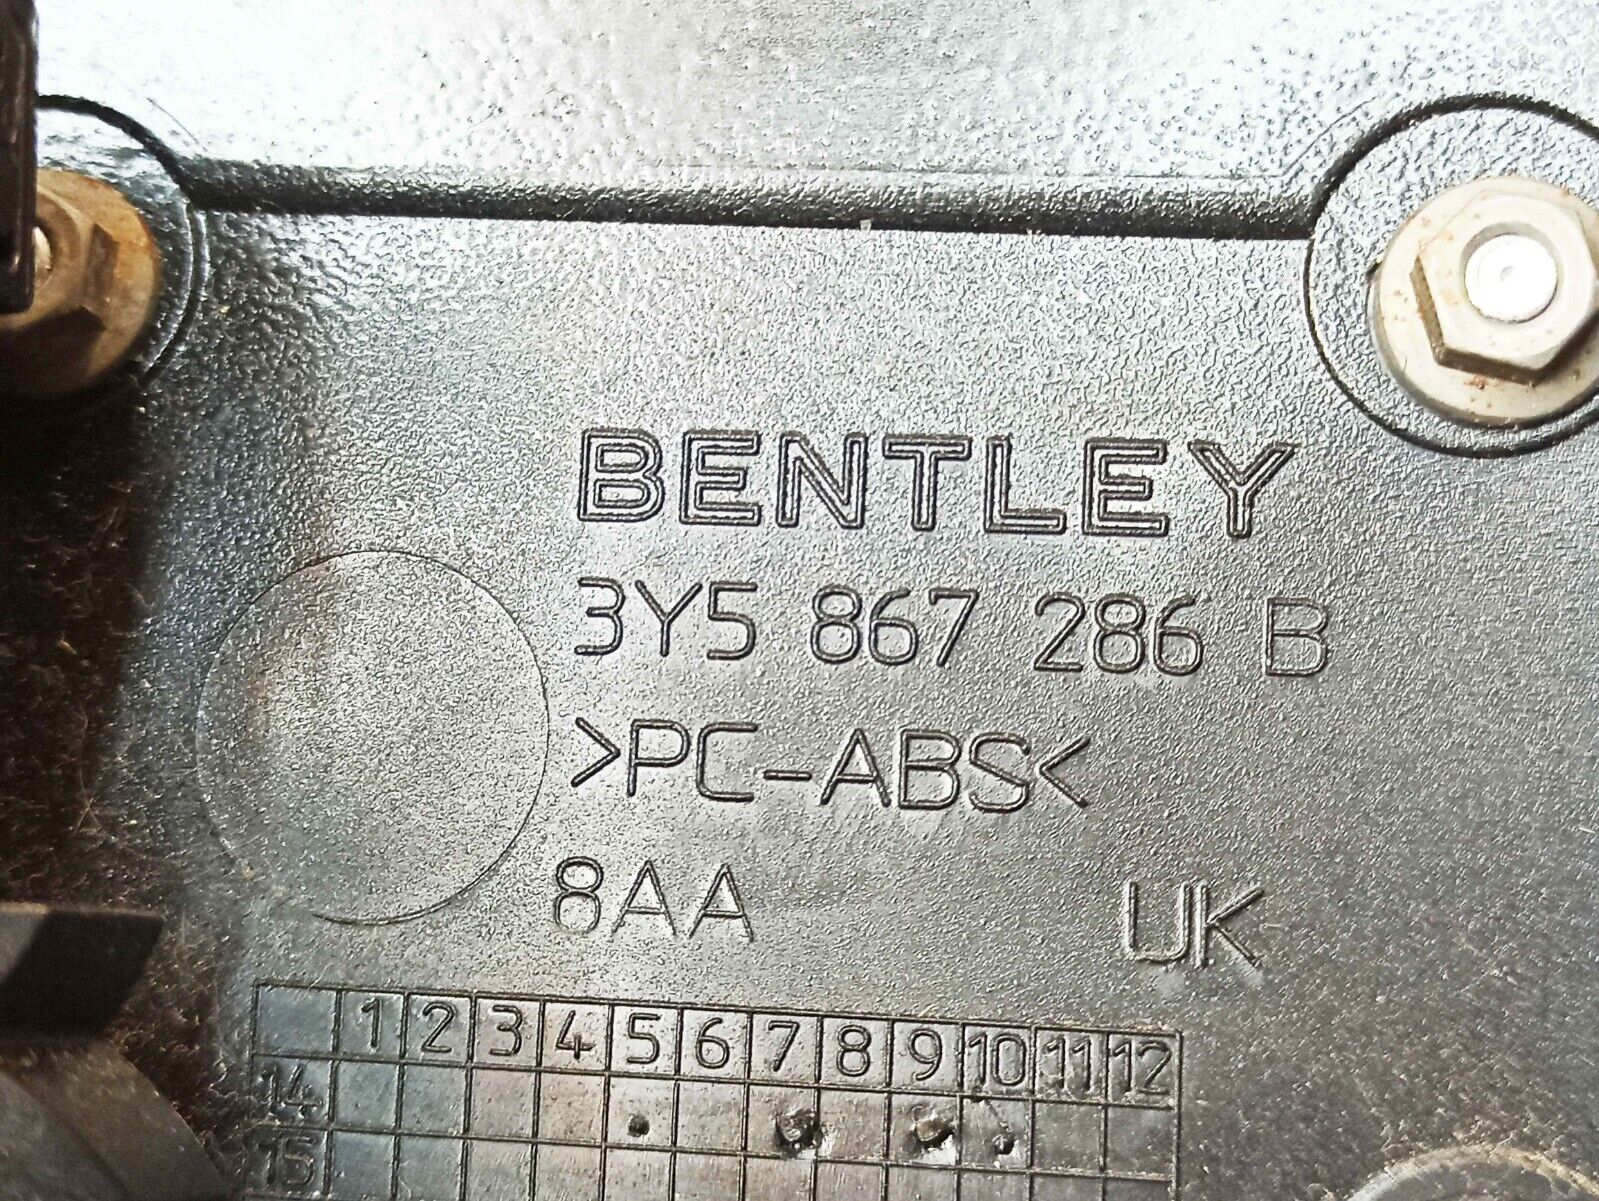 BENTLEY
3Y5 867 286 B
>PC-ABS<
8AA UK
1 2 3 4 5 6 7 8 9 10 11 12
14
15